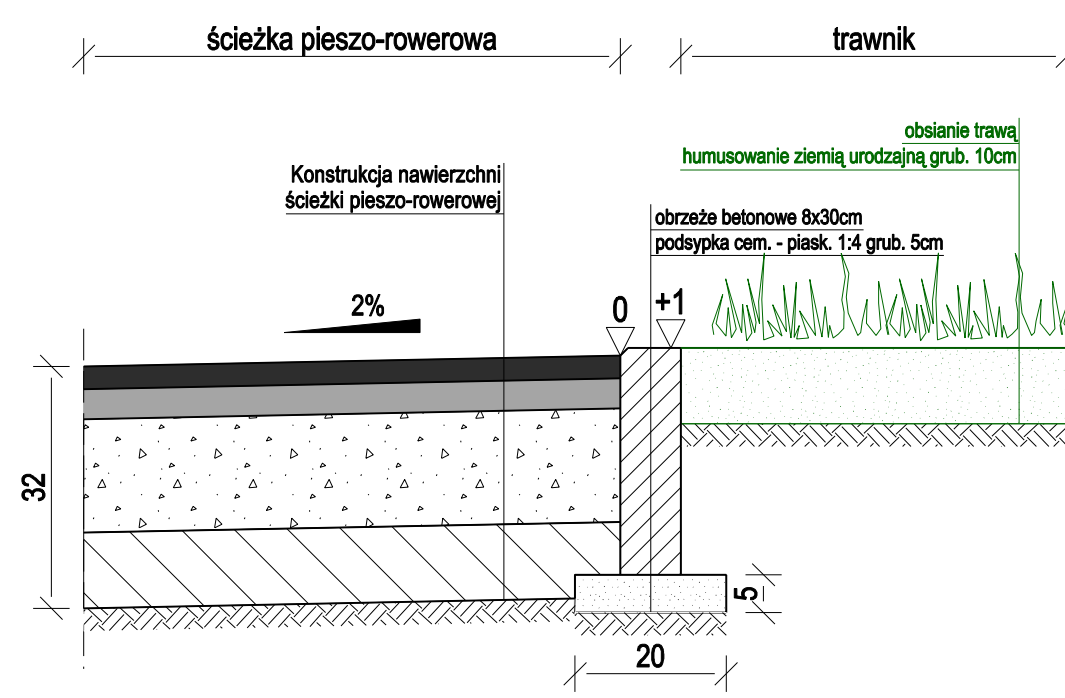 ścieżka pieszo-rowerowa
trawnik
obsianie trawą
humusowanie ziemią urodzajną grub. 10cm
Konstrukcja nawierzchni
ścieżki pieszo-rowerowej
obrzeże betonowe 8x30cm
podsypka cem. - piask. 1:4 grub. 5cm
2%
0
+1
32
5
20